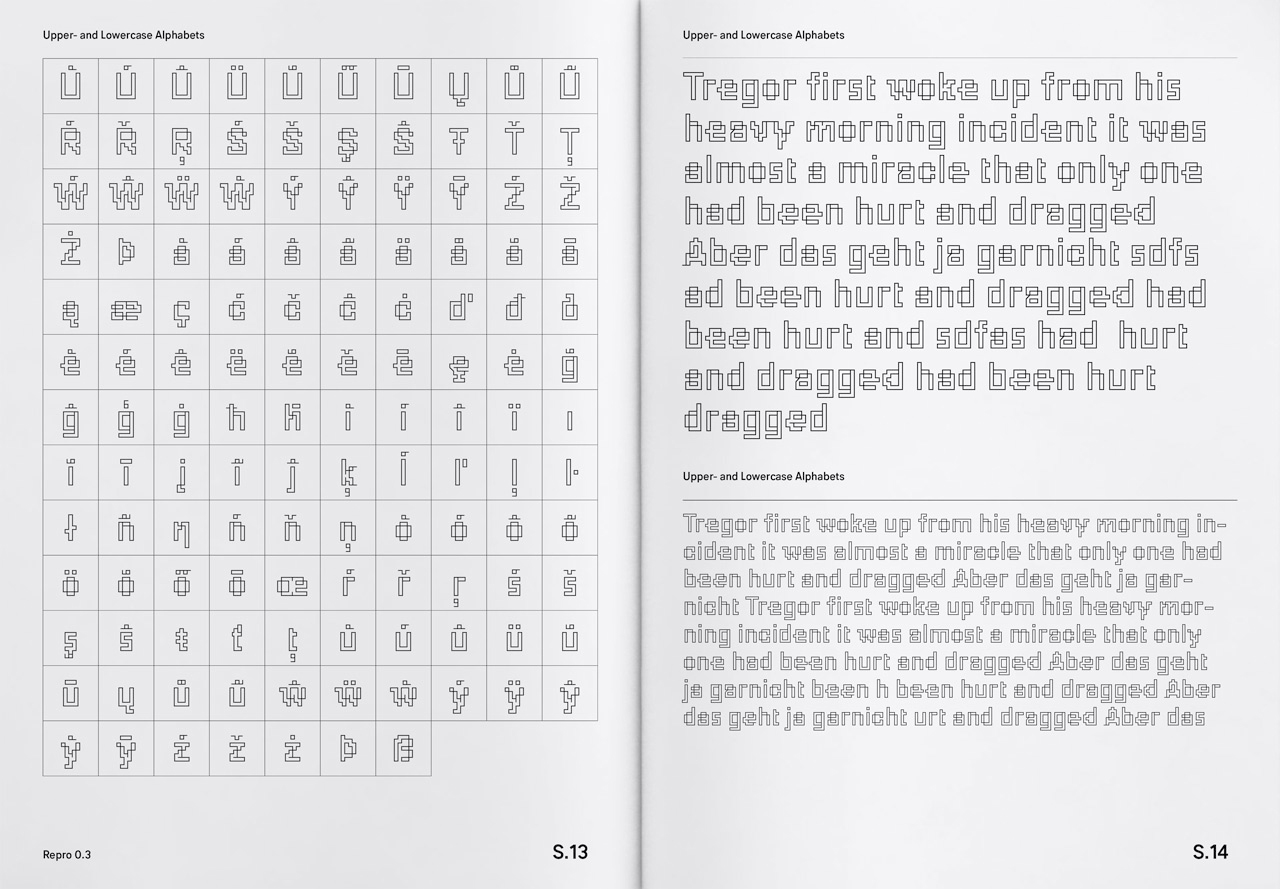 Upper- and Lowercase Alphabets
Ù Ú Û Ü Ū Ų
Ŕ Ř Ŗ Ś Š Ş Ŝ Ŧ Ť Ţ
Ẃ Ŵ Ẅ Ẁ Ý Ŷ Ÿ Ȳ Ź Ž
Ż Þ à á â ä ā
ą æ ç ć č ĉ ċ ď đ ð
è é ê ë ě ē ę ė
ĝ ģ ġ ħ ì í î ï ı
ī į ĩ ĵ ķ ĺ ľ ļ ŀ
ł ñ ŋ ń ň ņ ò ó ô
ö ō œ ŕ ř ŗ ś š
ş ŝ ŧ ť ţ ù ú û ü
ū ų ŵ ẅ ẁ ý ÿ ŷ
ỳ ȳ ź ž ż þ ß
Repro 0.3
S.13
Upper- and Lowercase Alphabets
Tregor first woke up from his
heavy morning incident it was
almost a miracle that only one
had been hurt and dragged
Aber das geht ja garnicht sdfs
ad been hurt and dragged had
been hurt and sdfas had hurt
and dragged had been hurt
dragged
Upper- and Lowercase Alphabets
Tregor first woke up from his heavy morning in-
cident it was almost a miracle that only one had
been hurt and dragged Aber das geht ja gar-
nicht Tregor first woke up from his heavy mor-
ning incident it was almost a miracle that only
one had been hurt and dragged Aber das geht
ja garnicht been h been hurt and dragged Aber
das geht ja garnicht urt and dragged Aber das
S.14